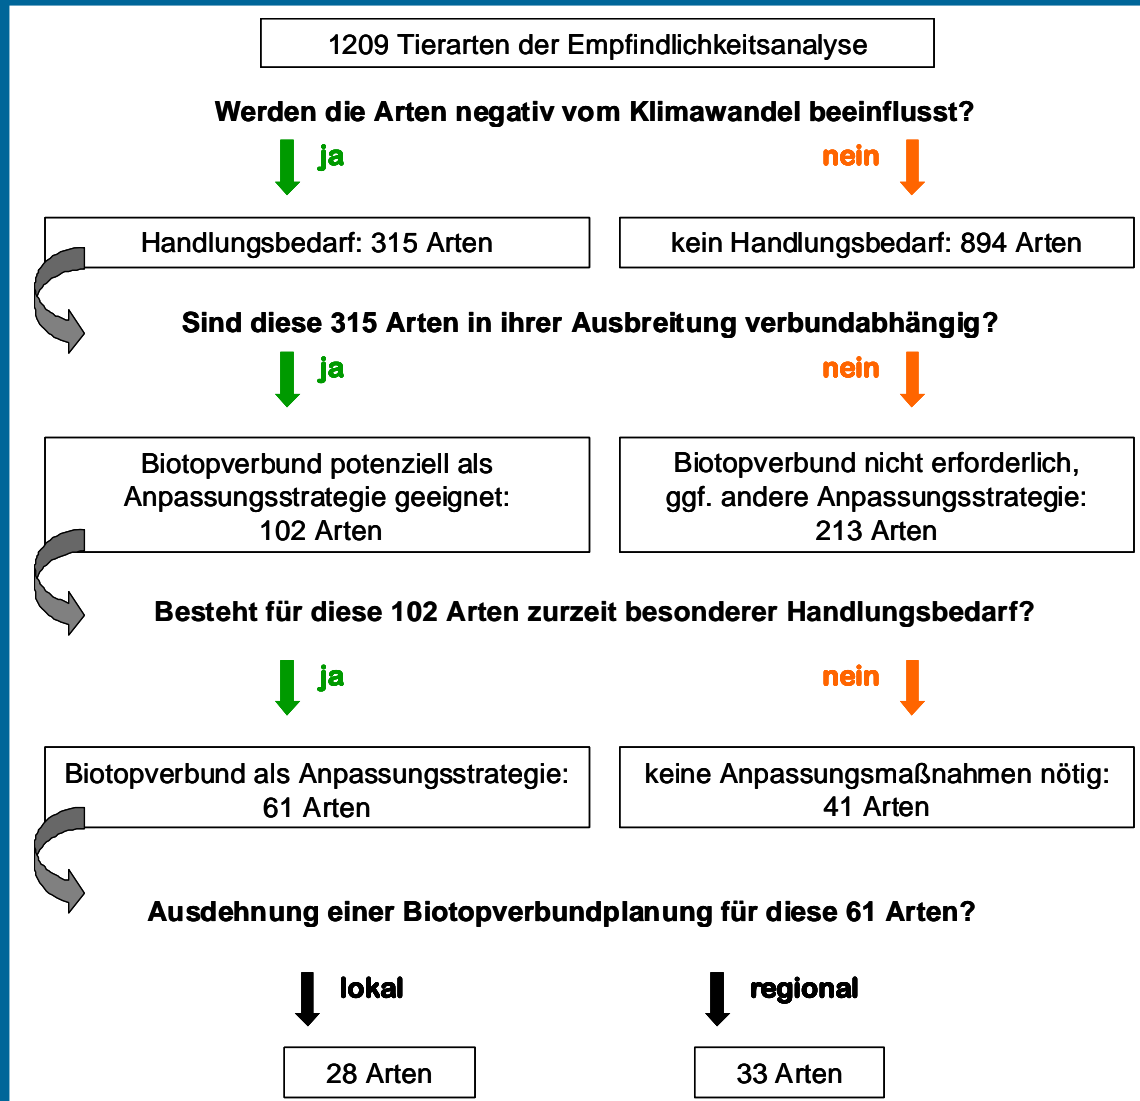 1209 Tierarten der Empfindlichkeitsanalyse
Werden die Arten negativ vom Klimawandel beeinflusst?
ja
nein
Handlungsbedarf: 315 Arten
kein Handlungsbedarf: 894 Arten
Sind diese 315 Arten in ihrer Ausbreitung verbundabhängig?
ja
nein
Biotopverbund potenziell als
Anpassungsstrategie geeignet:
102 Arten
Biotopverbund nicht erforderlich,
ggf. andere Anpassungsstrategie:
213 Arten
Besteht für diese 102 Arten zurzeit besonderer Handlungsbedarf?
ja
nein
Biotopverbund als Anpassungsstrategie:
61 Arten
keine Anpassungsmaßnahmen nötig:
41 Arten
Ausdehnung einer Biotopverbundplanung für diese 61 Arten?
lokal
regional
28 Arten
33 Arten